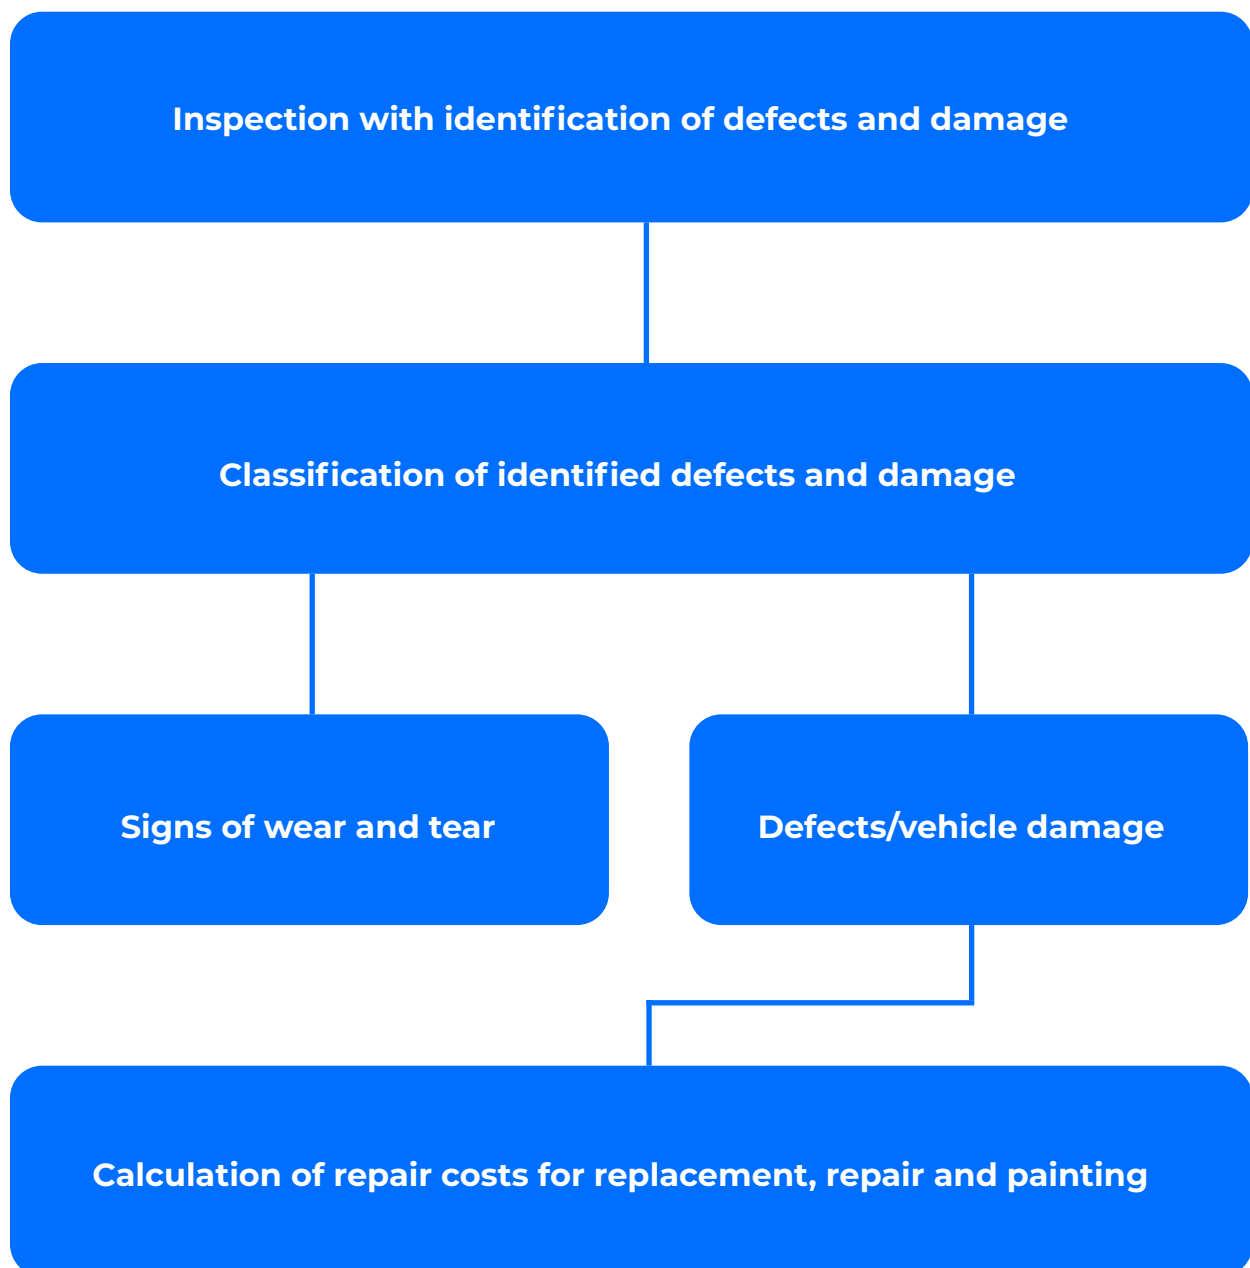 Inspection with identification of defects and damage
Classification of identified defects and damage
Signs of wear and tear
Defects/vehicle damage
Calculation of repair costs for replacement, repair and painting